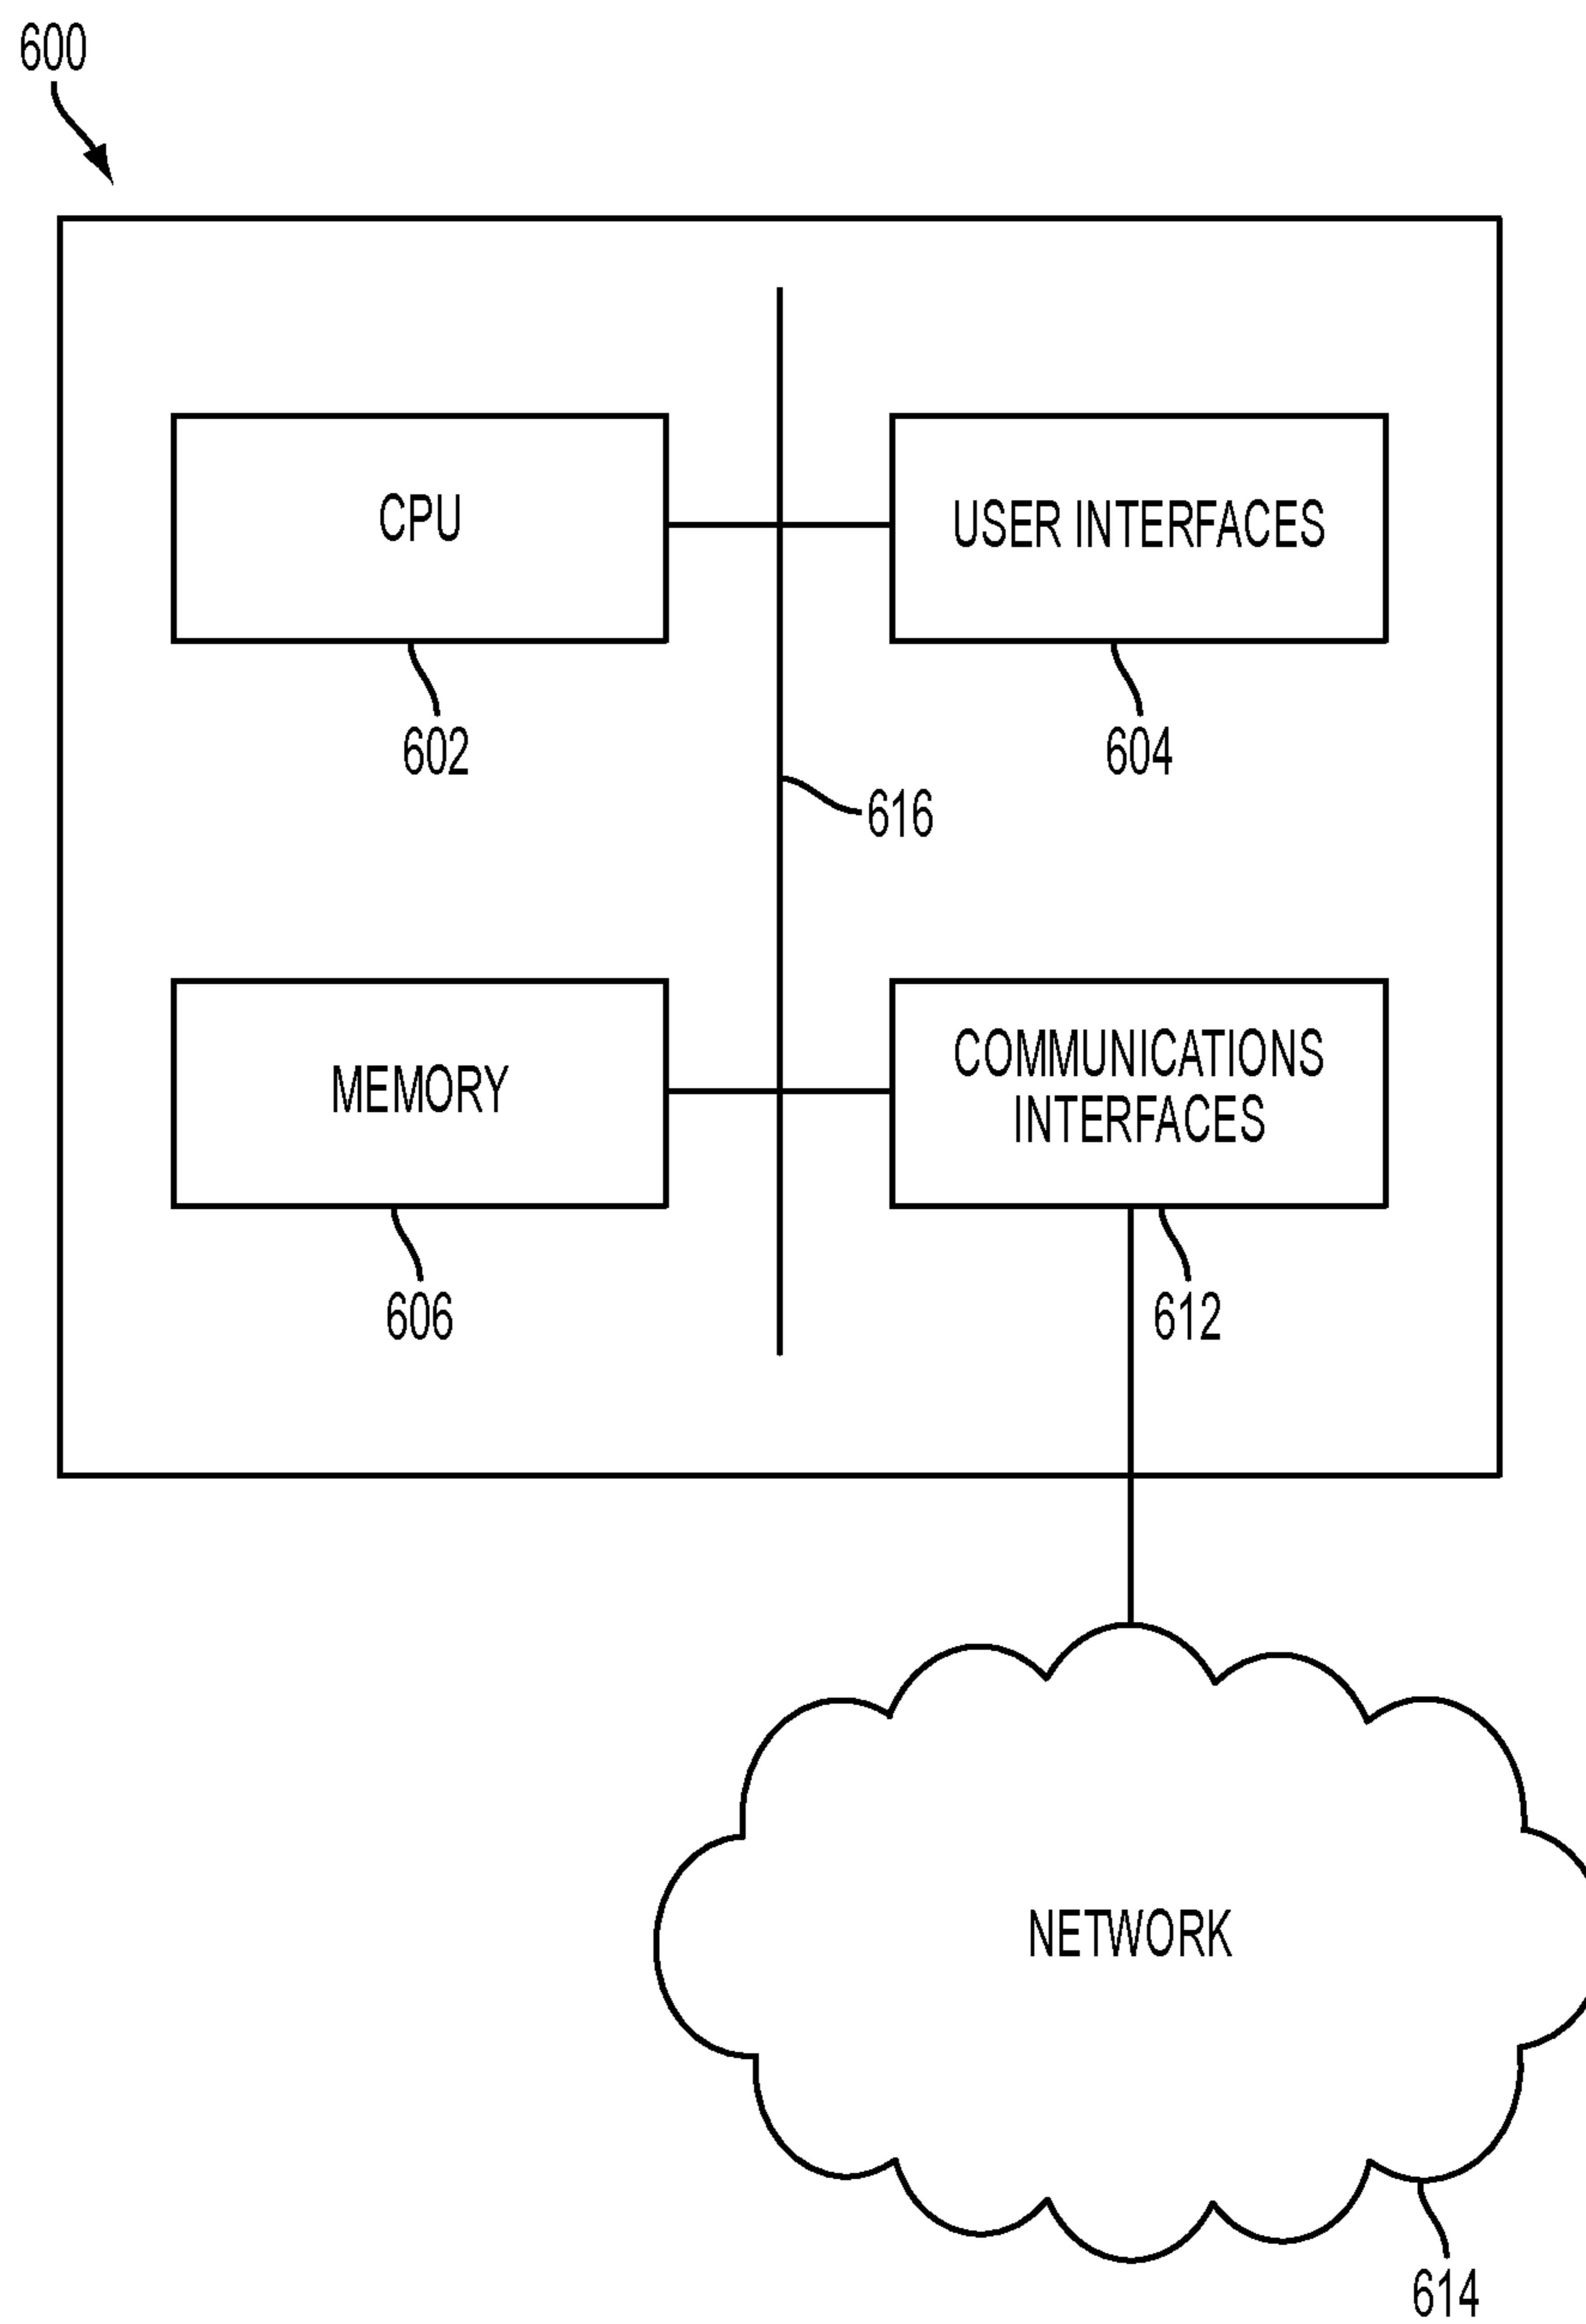 600
CPU
USER INTERFACES
602
604
616
MEMORY
COMMUNICATIONS
INTERFACES
606
612
NETWORK
614